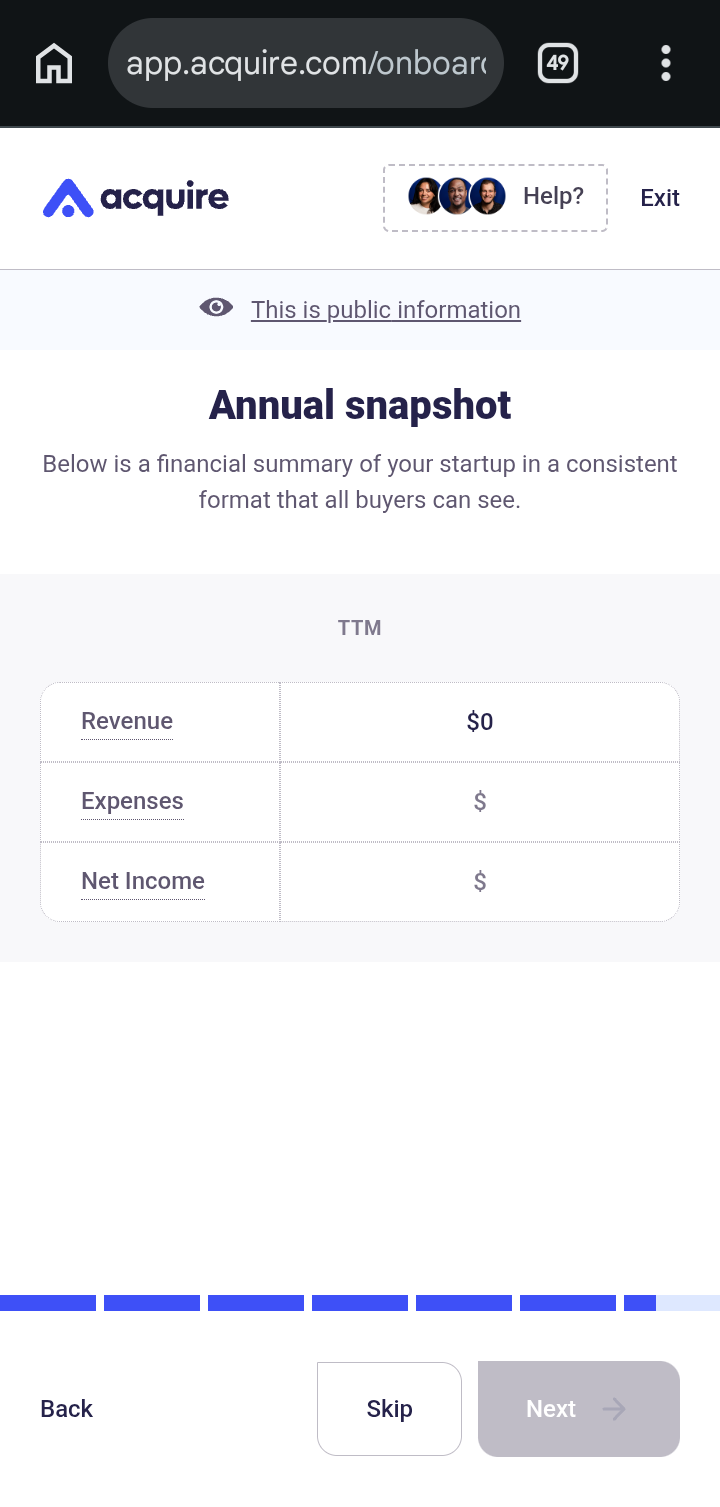 app.acquire.com/onboar
49
acquire
Help?
Exit
This is public information
Annual snapshot
Below is a financial summary of your startup in a consistent
format that all buyers can see.
TTM
Revenue
$0
Expenses
$
Net Income
$
Back
Skip
Next